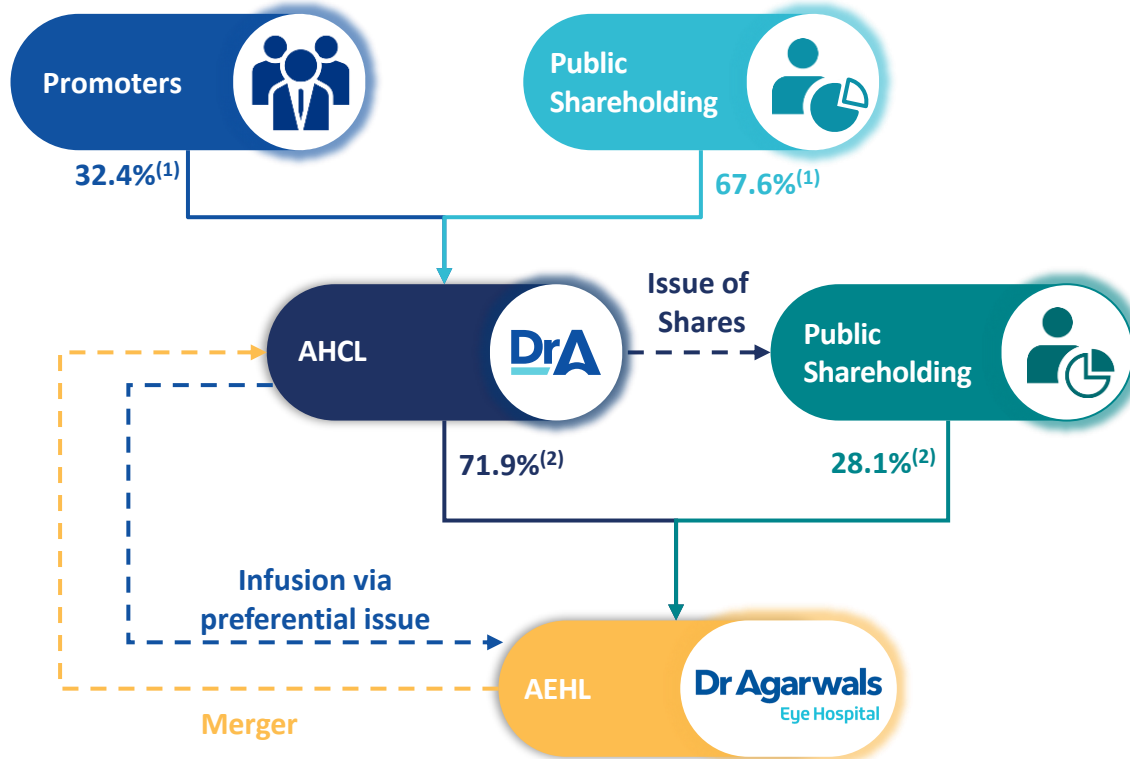 Promoters
Public
Shareholding
32.4%(1)
67.6%(1)
Issue of
Shares
AHCL
DrA
Public
Shareholding
71.9%(2)
28.1%(2)
Infusion via
preferential issue
AEHL
Dr Agarwals
Eye Hospital
Merger